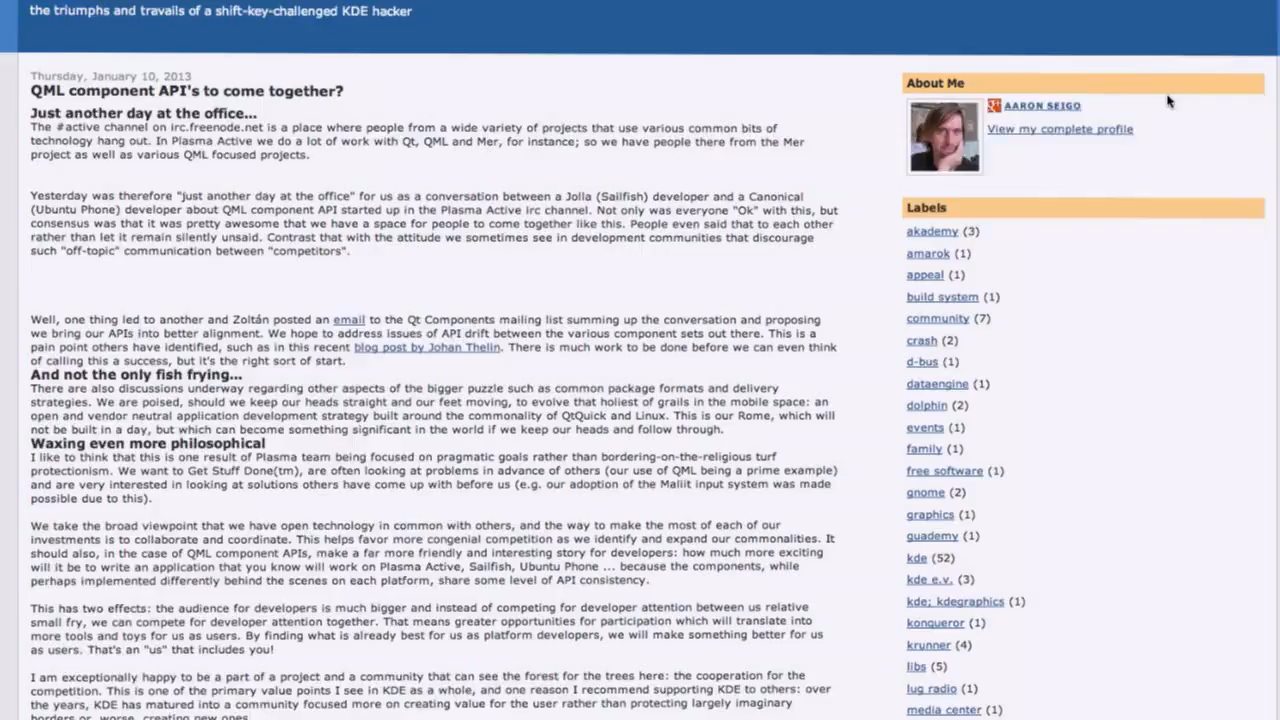 the triumphs and travails of a shift-key-challenged KDE hacker
Thursday, January 10, 2013
QML component API's to come together?
Just another day at the office...
The #active channel on irc.freenode.net is a place where people from a wide variety of projects that use various common bits of
technology hang out. In Plasma Active we do a lot of work with Qt, QML and Mer, for instance; so we have people there from the Mer
project as well as various QML focused projects.
Yesterday was therefore "just another day at the office" for us as a conversation between a Jolla (Sailfish) developer and a Canonical
(Ubuntu Phone) developer about QML component API started up in the Plasma Active irc channel. Not only was everyone "Ok" with this, but
consensus was that it was pretty awesome that we have a space for people to come together like this. People even said that to each other
rather than let it remain silently unsaid. Contrast that with the attitude we sometimes see in development communities that discourage
such "off-topic" communication between "competitors".
Well, one thing led to another and Zoltán posted an email to the Qt Components mailing list summing up the conversation and proposing
we bring our APIs into better alignment. We hope to address issues of API drift between the various component sets out there. This is a
pain point others have identified, such as in this recent blog post by Johan Thelin. There is much work to be done before we can even think
of calling this a success, but it's the right sort of start.
And not the only fish frying...
There are also discussions underway regarding other aspects of the bigger puzzle such as common package formats and delivery
strategies. We are poised, should we keep our heads straight and our feet moving, to evolve that holiest of grails in the mobile space: an
open and vendor neutral application development strategy built around the commonality of QtQuick and Linux. This is our Rome, which will
not be built in a day, but which can become something significant in the world if we keep our heads and follow through.
Waxing even more philosophical
I like to think that this is one result of Plasma team being focused on pragmatic goals rather than bordering-on-the-religious turf
protectionism. We want to Get Stuff Done(tm), are often looking at problems in advance of others (our use of QML being a prime example)
and are very interested in looking at solutions others have come up with before us (e.g. our adoption of the Maliit input system was made
possible due to this).
We take the broad viewpoint that we have open technology in common with others, and the way to make the most of each of our
investments is to collaborate and coordinate. This helps favor more congenial competition as we identify and expand our commonalities. It
should also, in the case of QML component APIs, make a far more friendly and interesting story for developers: how much more exciting
will it be to write an application that you know will work on Plasma Active, Sailfish, Ubuntu Phone ... because the components, while
perhaps implemented differently behind the scenes on each platform, share some level of API consistency.
This has two effects: the audience for developers is much bigger and instead of competing for developer attention between us relative
small fry, we can compete for developer attention together. That means greater opportunities for participation which will translate into
more tools and toys for us as users. By finding what is already best for us as platform developers, we will make something better for us
as users. That's an "us" that includes you!
I am exceptionally happy to be a part of a project and a community that can see the forest for the trees here: the cooperation for the
competition. This is one of the primary value points I see in KDE as a whole, and one reason I recommend supporting KDE to others: over
the years, KDE has matured into a community focused more on creating value for the user rather than protecting largely imaginary
borders or, worse, creating new ones.
About Me
AARON SEIGO
View my complete profile
Labels
akademy (3)
amarok (1)
appeal (1)
build system (1)
community (7)
crash (2)
d-bus (1)
dataengine (1)
dolphin (2)
events (1)
family (1)
free software (1)
gnome (2)
graphics (1)
guademy (1)
kde (52)
kde e.v. (3)
kde; kdegraphics (1)
konqueror (1)
krunner (4)
libs (5)
lug radio (1)
media center (1)